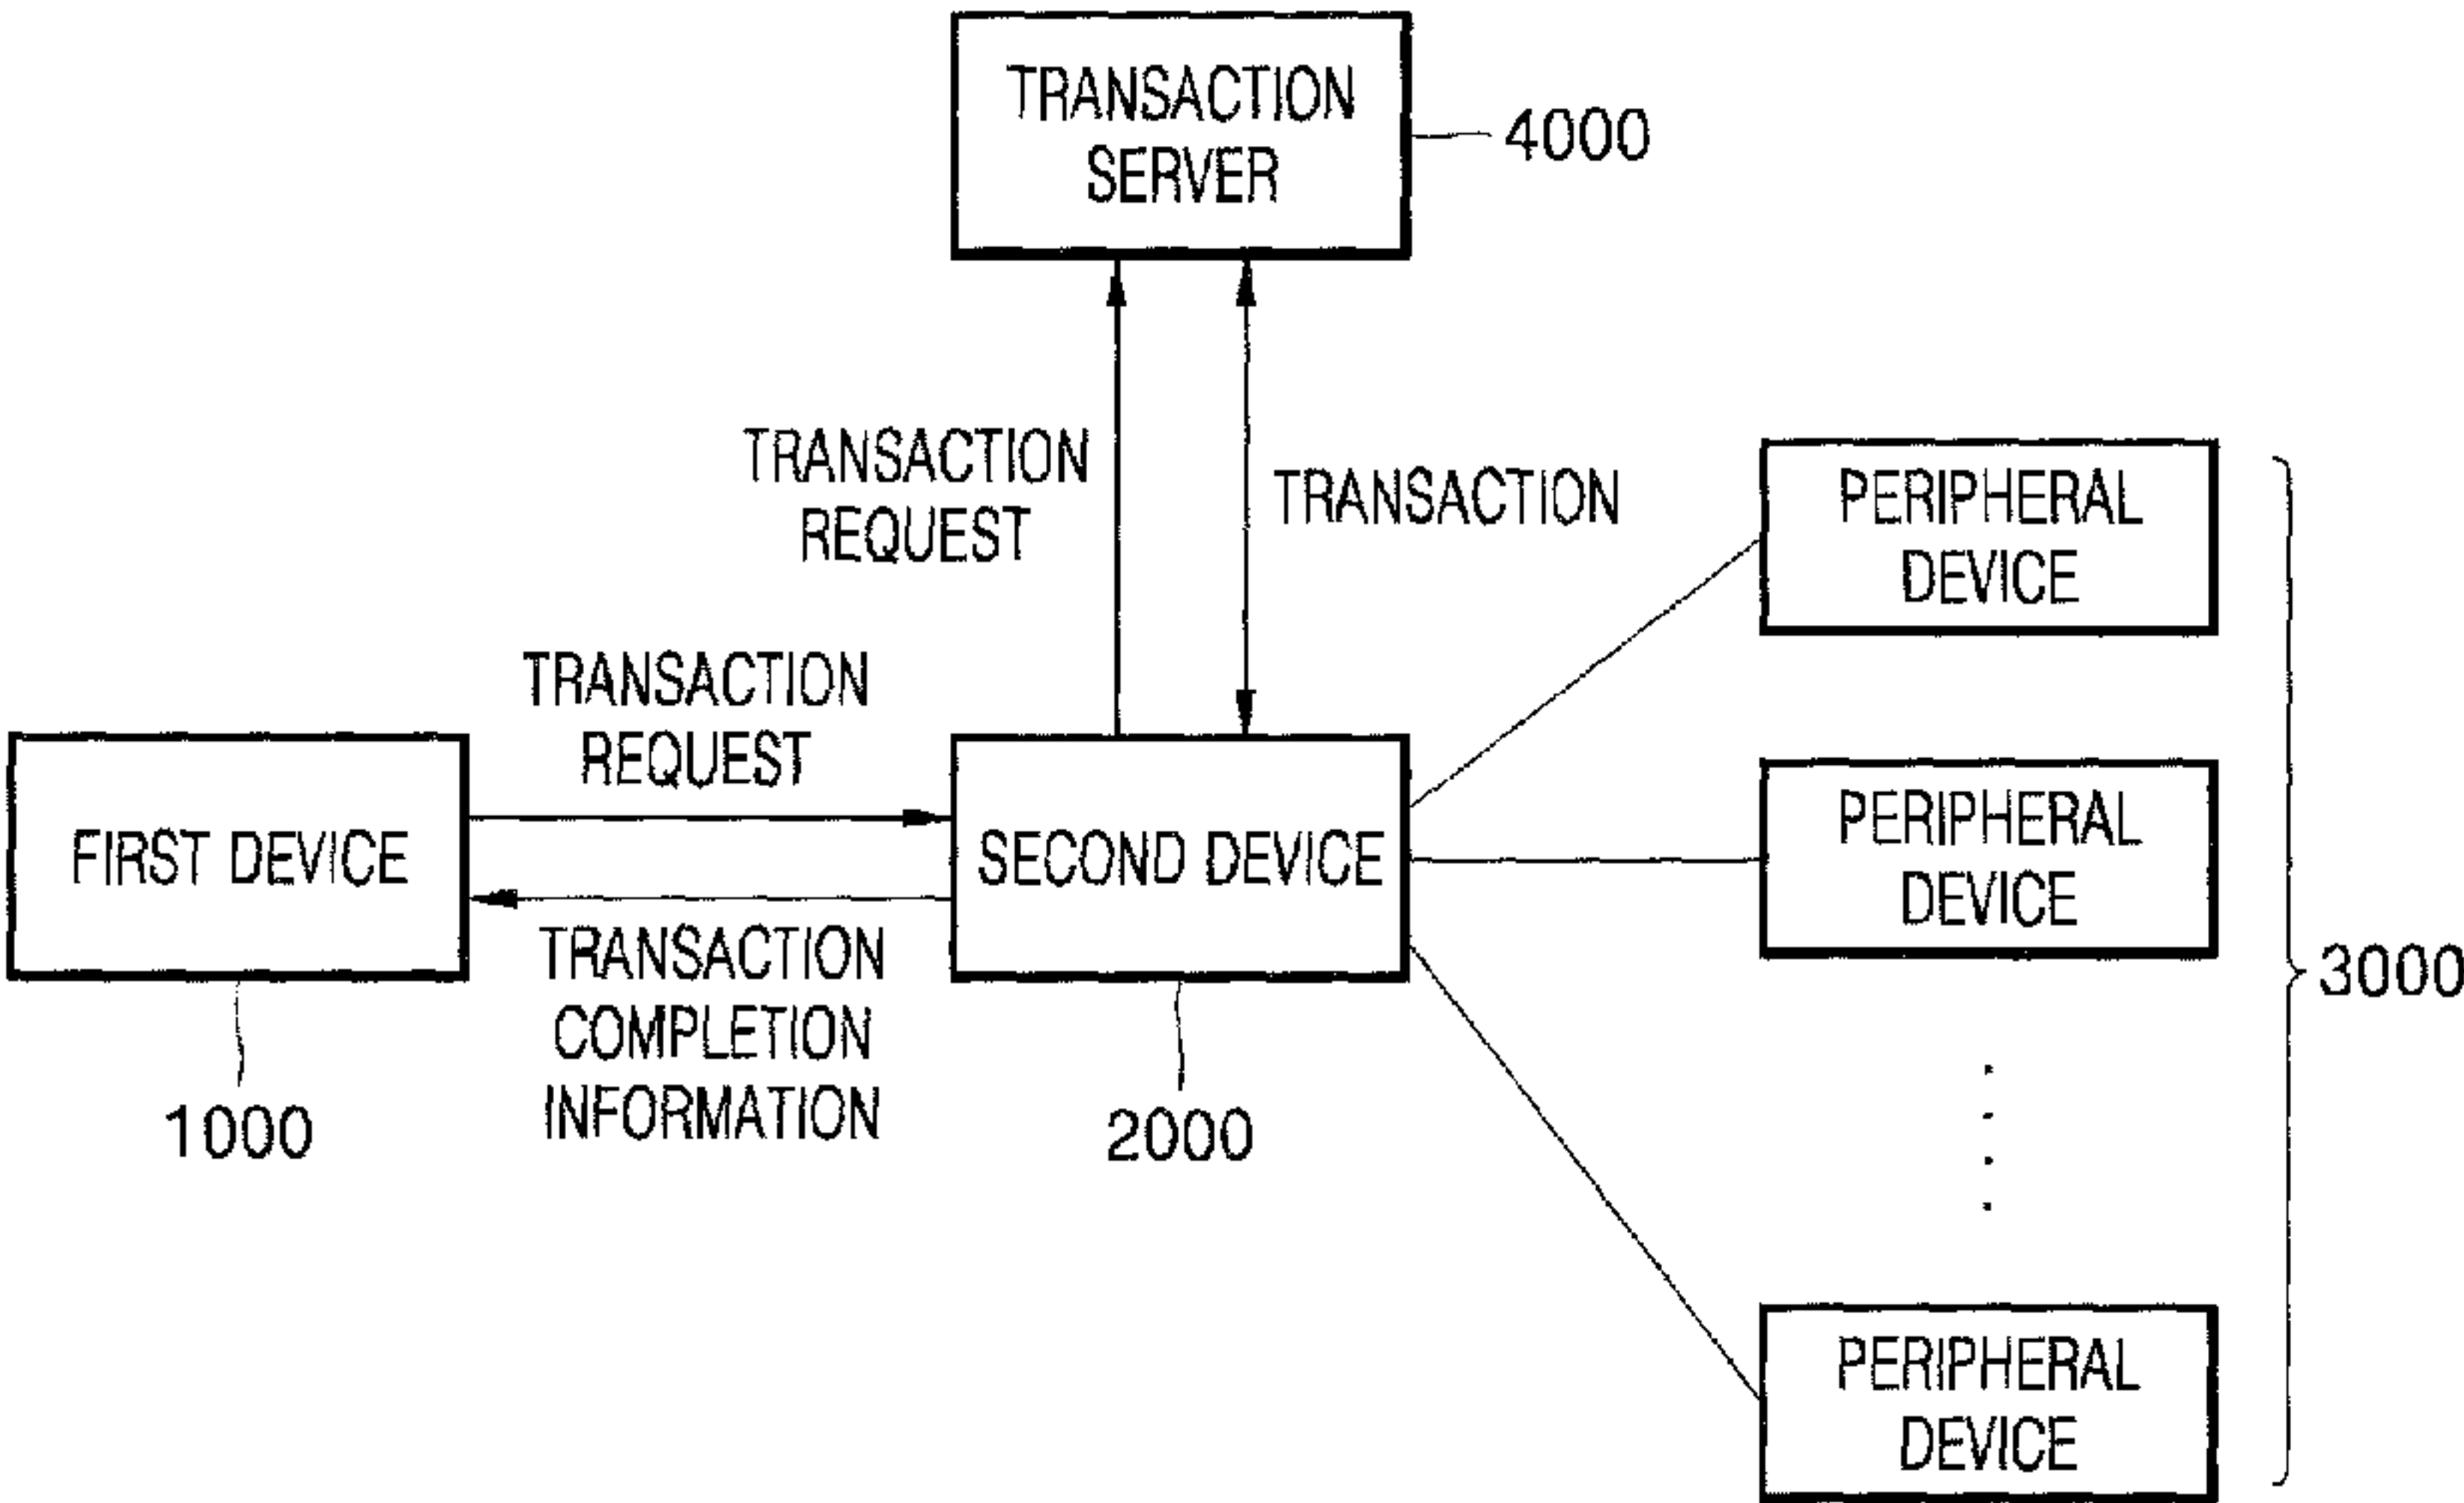 TRANSACTION
SERVER
4000
TRANSACTION
REQUEST
TRANSACTION
PERIPHERAL
DEVICE
TRANSACTION
REQUEST
FIRST DEVICE
SECOND DEVICE
PERIPHERAL
DEVICE
TRANSACTION
COMPLETION
INFORMATION
1000
2000
3000
PERIPHERAL
DEVICE